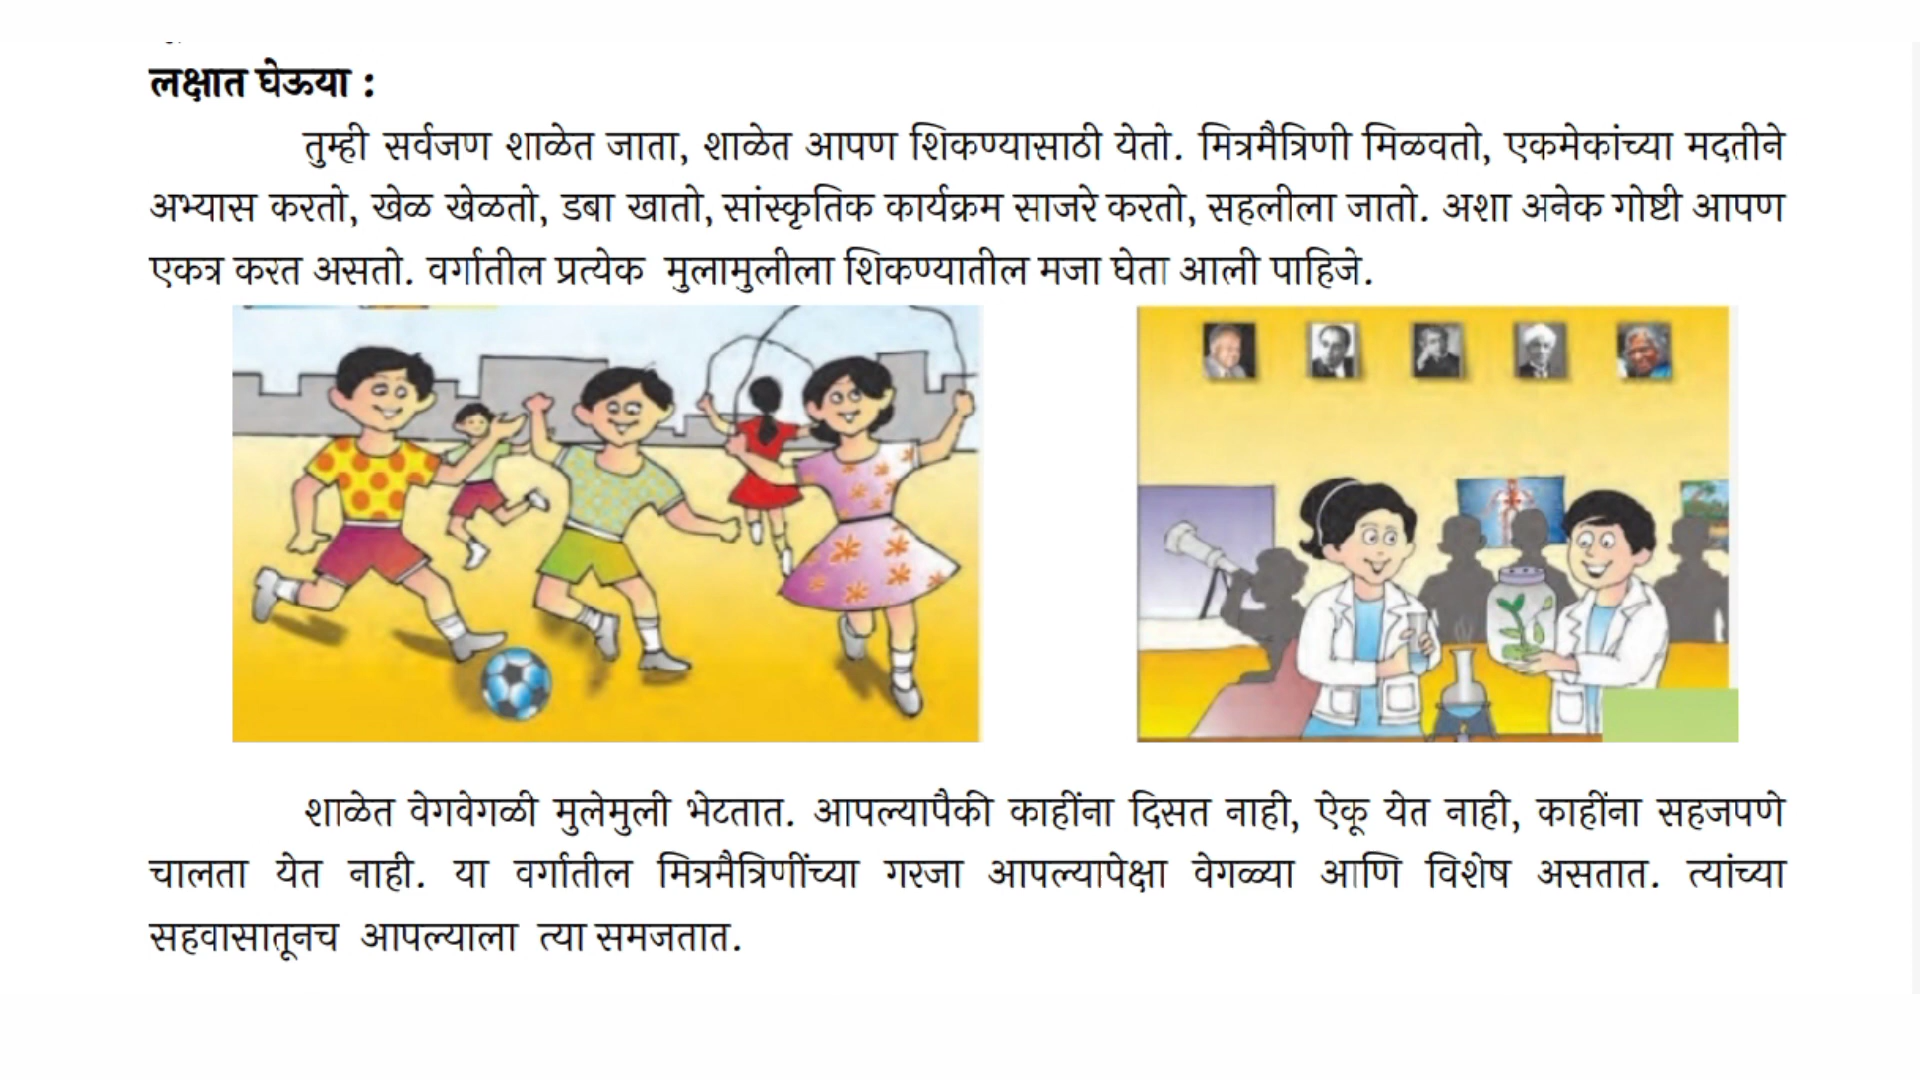 लक्षात घेऊया :
तुम्ही सर्वजण शाळेत जाता, शाळेत आपण शिकण्यासाठी येतो. मित्रमैत्रिणी मिळवतो, एकमेकांच्या मदतीने
अभ्यास करतो, खेळ खेळतो, डबा खातो, सांस्कृतिक कार्यक्रम साजरे करतो, सहलीला जातो. अशा अनेक गोष्टी आपण
एकत्र करत असतो. वर्गातील प्रत्येक मुलामुलीला शिकण्यातील मजा घेता आली पाहिजे.
शाळेत वेगवेगळी मुलेमुली भेटतात. आपल्यापैकी काहींना दिसत नाही, ऐकू येत नाही, काहींना सहजपणे
चालता येत नाही. या वर्गातील मित्रमैत्रिणींच्या गरजा आपल्यापेक्षा वेगळ्या आणि विशेष असतात. त्यांच्या
सहवासातूनच आपल्याला त्या समजतात.